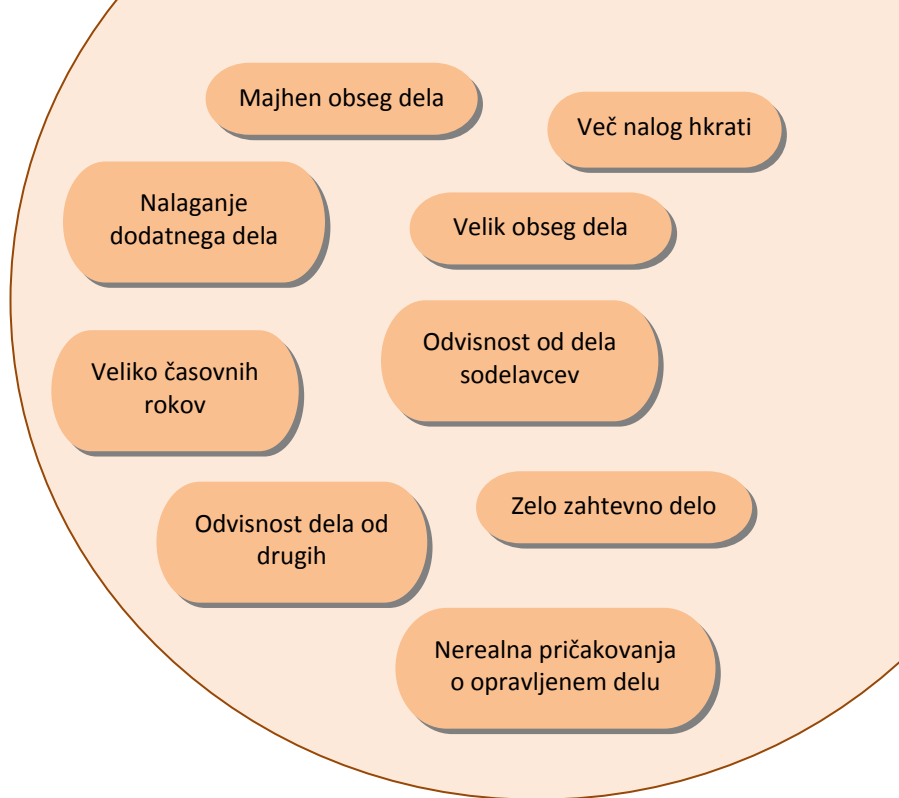 Majhen obseg dela
Več nalog hkrati
Nalaganje
dodatnega dela
Velik obseg dela
Odvisnost od dela
sodelavcev
Veliko časovnih
rokov
Zelo zahtevno delo
Odvisnost dela od
drugih
Nerealna pričakovanja
o opravljenem delu